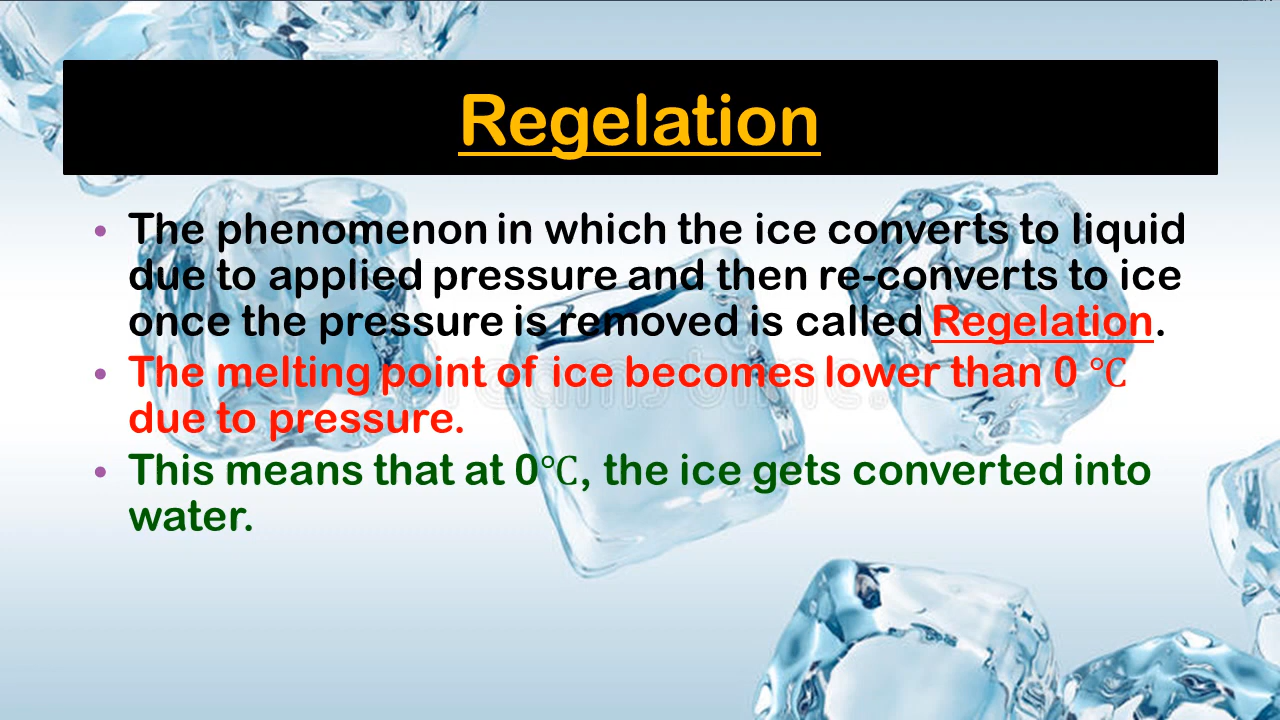 Regelation
• The phenomenon in which the ice converts to liquid
due to applied pressure and then re-converts to ice
once the pressure is removed is called Regelation.
• The melting point of ice becomes lower than 0 ℃
due to pressure.
• This means that at 0℃, the ice gets converted into
water.